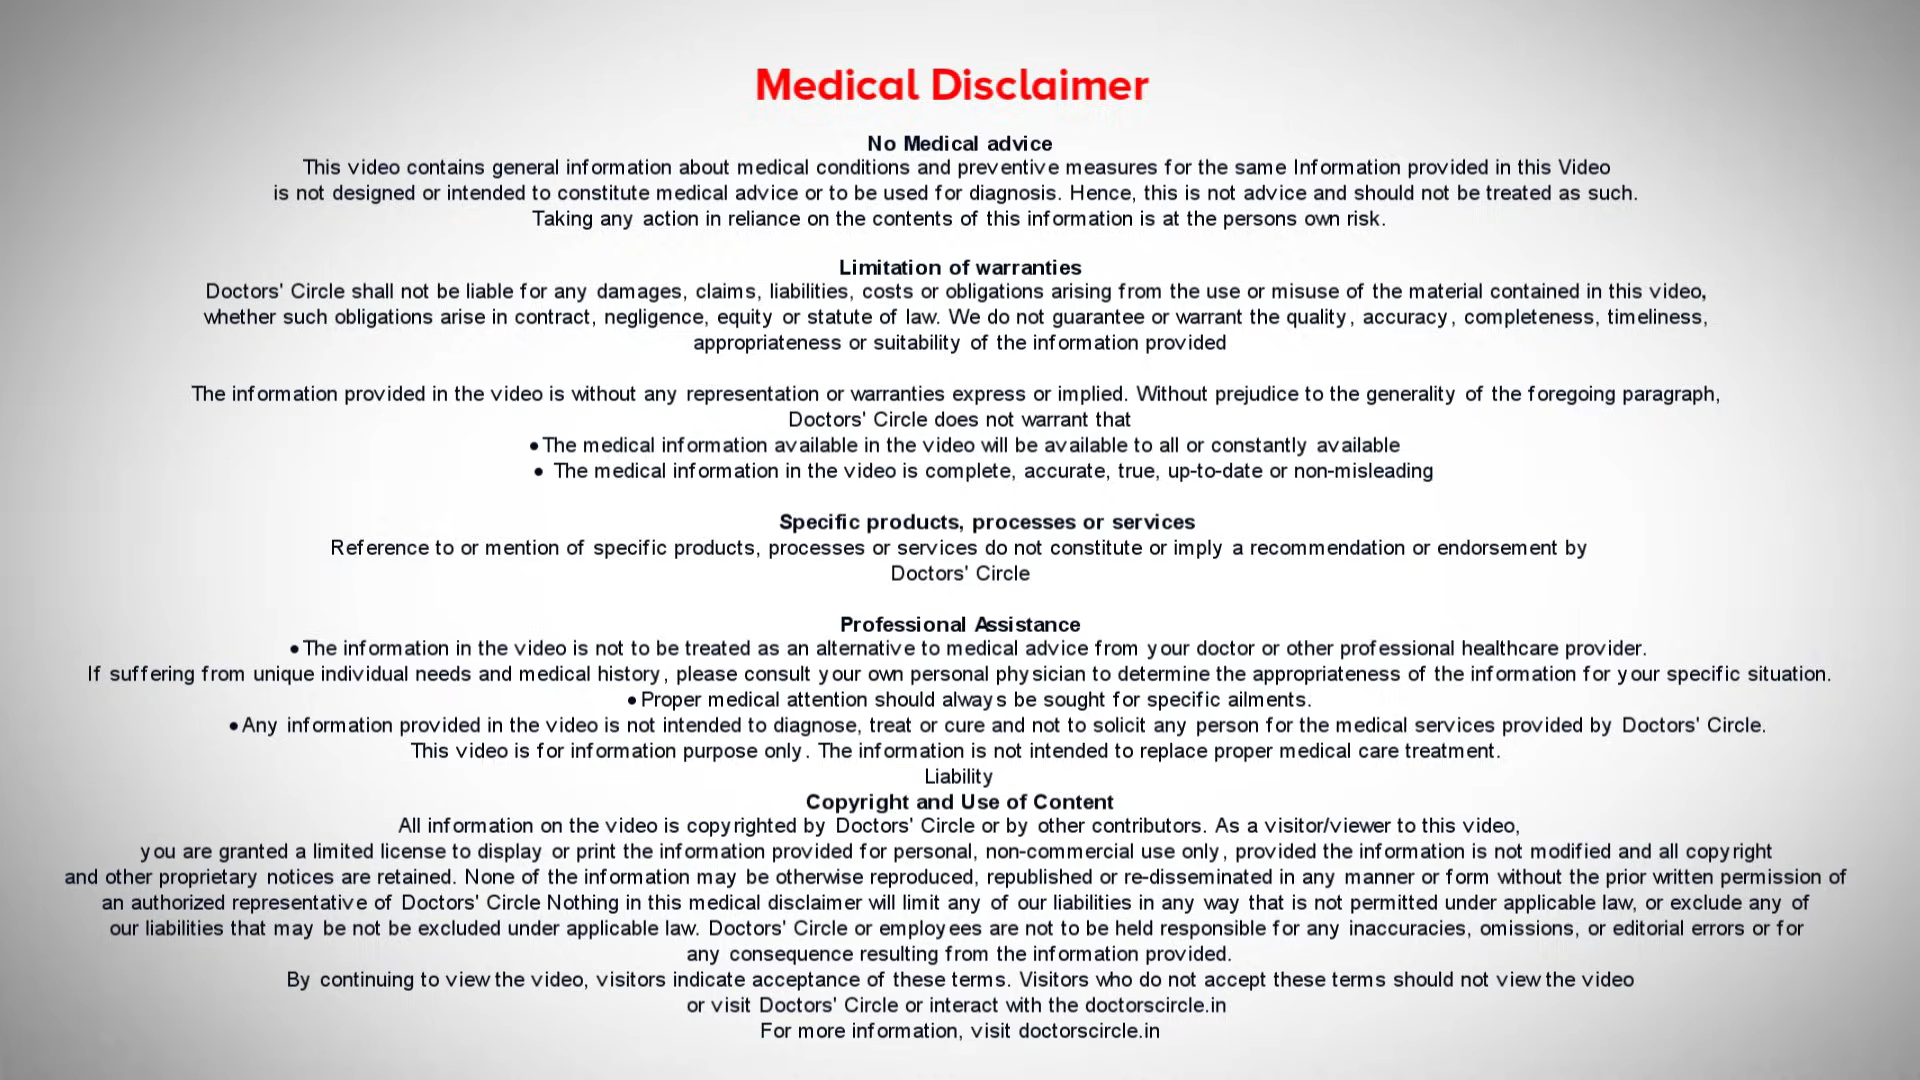 Medical Disclaimer
No Medical advice
This video contains general information about medical conditions and preventive measures for the same Information provided in this Video
is not designed or intended to constitute medical advice or to be used for diagnosis. Hence, this is not advice and should not be treated as such.
Taking any action in reliance on the contents of this information is at the persons own risk.
Limitation of warranties
Doctors' Circle shall not be liable for any damages, claims, liabilities, costs or obligations arising from the use or misuse of the material contained in this video,
whether such obligations arise in contract, negligence, equity or statute of law. We do not guarantee or warrant the quality, accuracy, completeness, timeliness,
appropriateness or suitability of the information provided
The information provided in the video is without any representation or warranties express or implied. Without prejudice to the generality of the foregoing paragraph,
Doctors' Circle does not warrant that
• The medical information available in the video will be available to all or constantly available
• The medical information in the video is complete, accurate, true, up-to-date or non-misleading
Specific products, processes or services
Reference to or mention of specific products, processes or services do not constitute or imply a recommendation or endorsement by
Doctors' Circle
Professional Assistance
• The information in the video is not to be treated as an alternative to medical advice from your doctor or other professional healthcare provider.
If suffering from unique individual needs and medical history, please consult your own personal physician to determine the appropriateness of the information for your specific situation.
• Proper medical attention should always be sought for specific ailments.
• Any information provided in the video is not intended to diagnose, treat or cure and not to solicit any person for the medical services provided by Doctors' Circle.
This video is for information purpose only. The information is not intended to replace proper medical care treatment.
Liability
Copyright and Use of Content
All information on the video is copyrighted by Doctors' Circle or by other contributors. As a visitor/viewer to this video,
you are granted a limited license to display or print the information provided for personal, non-commercial use only, provided the information is not modified and all copyright
and other proprietary notices are retained. None of the information may be otherwise reproduced, republished or re-disseminated in any manner or form without the prior written permission of
an authorized representative of Doctors' Circle Nothing in this medical disclaimer will limit any of our liabilities in any way that is not permitted under applicable law, or exclude any of
our liabilities that may be not be excluded under applicable law. Doctors' Circle or employees are not to be held responsible for any inaccuracies, omissions, or editorial errors or for
any consequence resulting from the information provided.
By continuing to view the video, visitors indicate acceptance of these terms. Visitors who do not accept these terms should not view the video
or visit Doctors' Circle or interact with the doctorscircle.in
For more information, visit doctorscircle.in